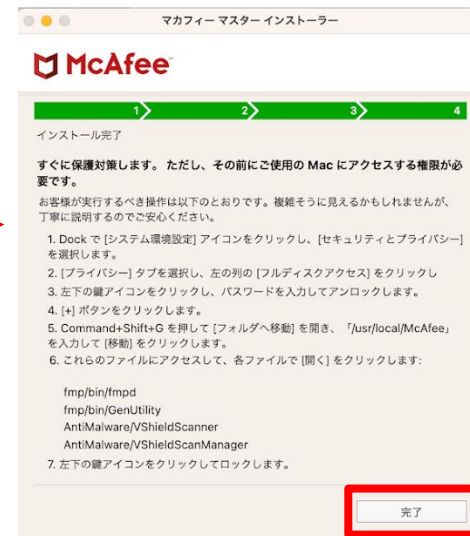 マカフィー マスター インストーラー
McAfee
1 2 3 4
インストール完了
すぐに保護対策します。 ただし、その前にご使用の Mac にアクセスする権限が必
要です。
お客様が実行するべき操作は以下のとおりです。複雑そうに見えるかもしれませんが、
丁寧に説明するのでご安心ください。
1. Dock で [システム環境設定] アイコンをクリックし、[セキュリティとプライバシー]
を選択します。
2. [プライバシー] タブを選択し、左の列の [フルディスクアクセス] をクリックし
3. 左下の鍵アイコンをクリックし、パスワードを入力してアンロックします。
4. [+] ボタンをクリックします。
5. Command+Shift+G を押して [フォルダへ移動] を開き、「/usr/local/McAfee」
を入力して [移動] をクリックします。
6. これらのファイルにアクセスして、各ファイルで [開く] をクリックします:
fmp/bin/fmpd
fmp/bin/GenUtility
AntiMalware/VShieldScanner
AntiMalware/VShieldScanManager
7. 左下の鍵アイコンをクリックしてロックします。
完了